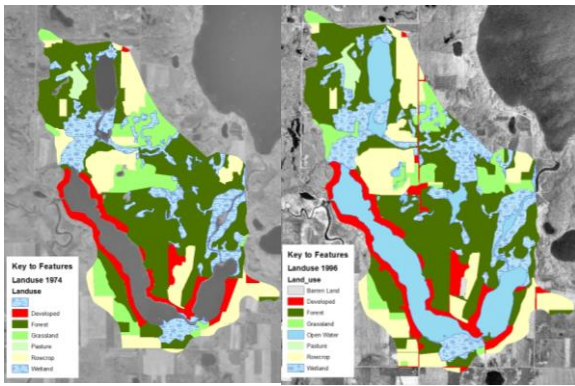 Key to Features
Landuse 1974
Landuse
Developed
Forest
Grassland
Pasture
Rowcrop
Wetland
Key to Features
Landuse 1996
Land_use
Barren Land
Developed
Forest
Grassland
Open Water
Pasture
Rowcrop
Wetland